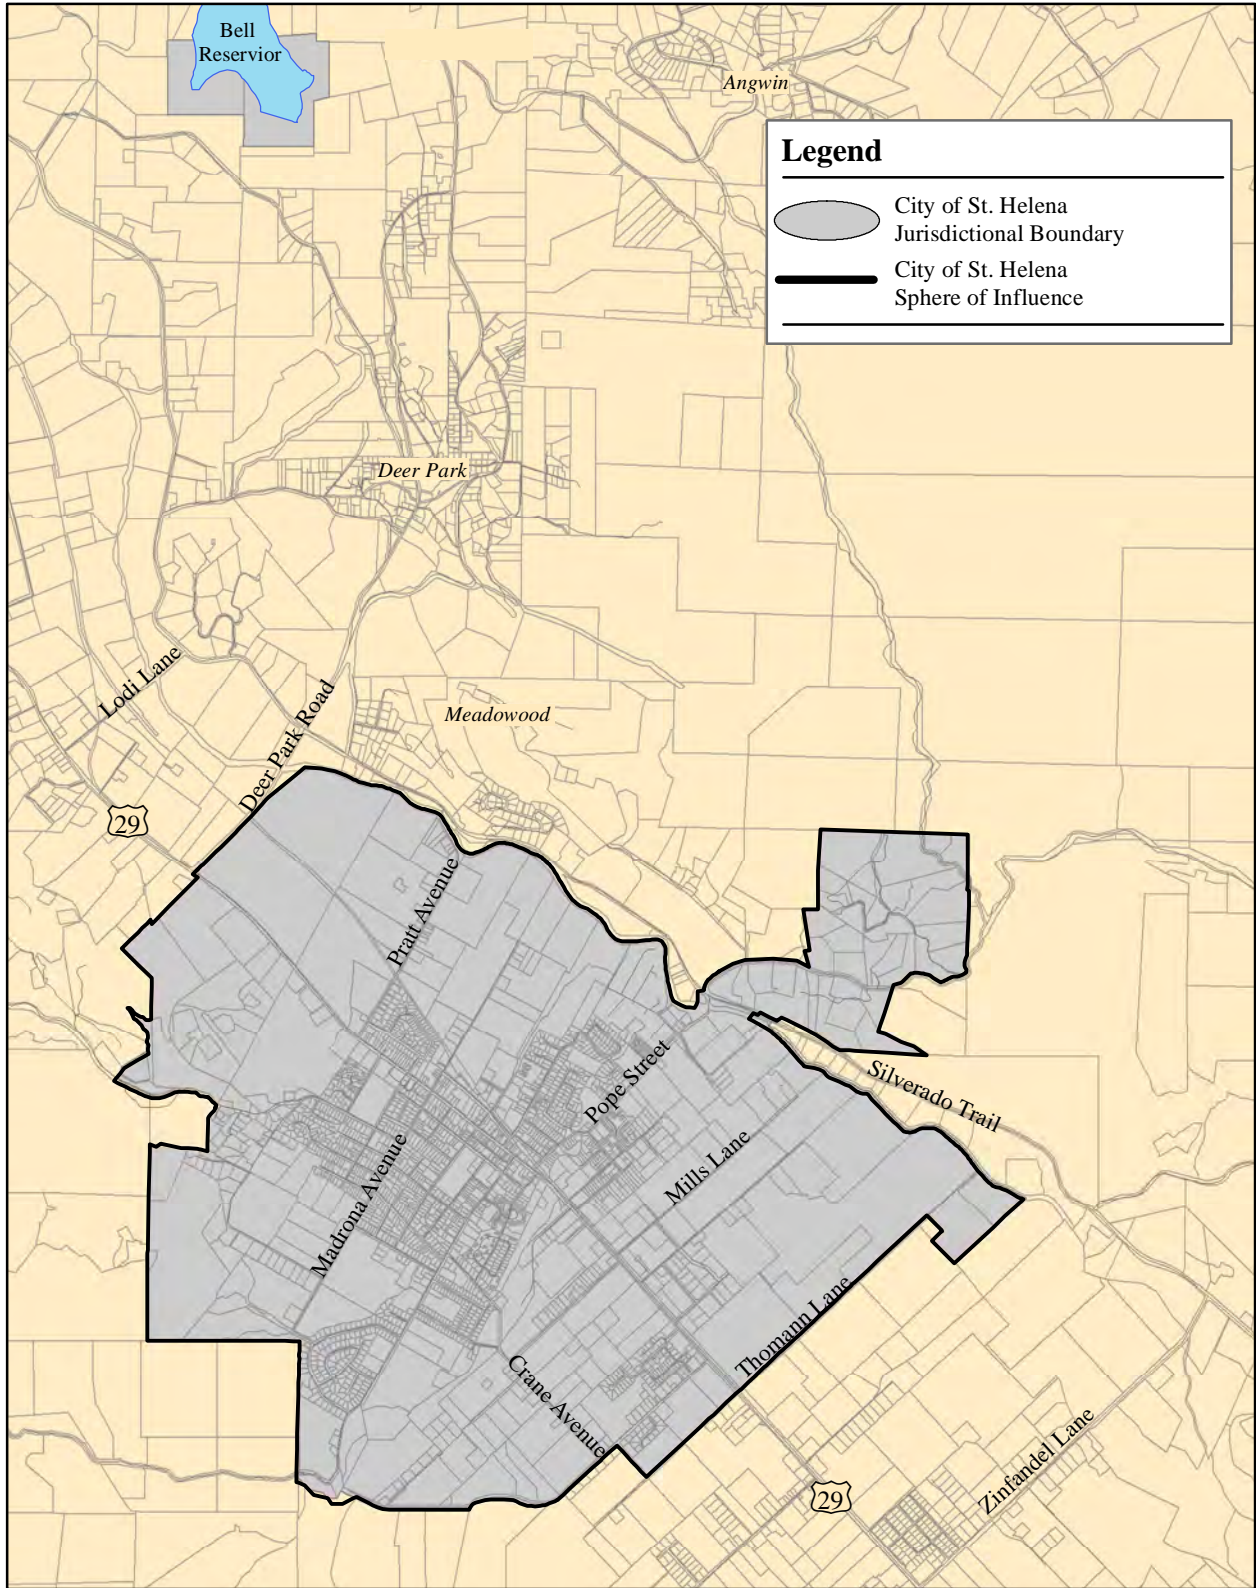 Bell
Reservior
Angwin
Legend
City of St. Helena
Jurisdictional Boundary
City of St. Helena
Sphere of Influence
Deer Park
Lodi Lane
Meadowood
Deer Park Road
29
Pratt Avenue
Pope Street
Silverado Trail
Madrona Avenue
Mills Lane
Thomann Lane
Crane Avenue
Zinfandel Lane
29